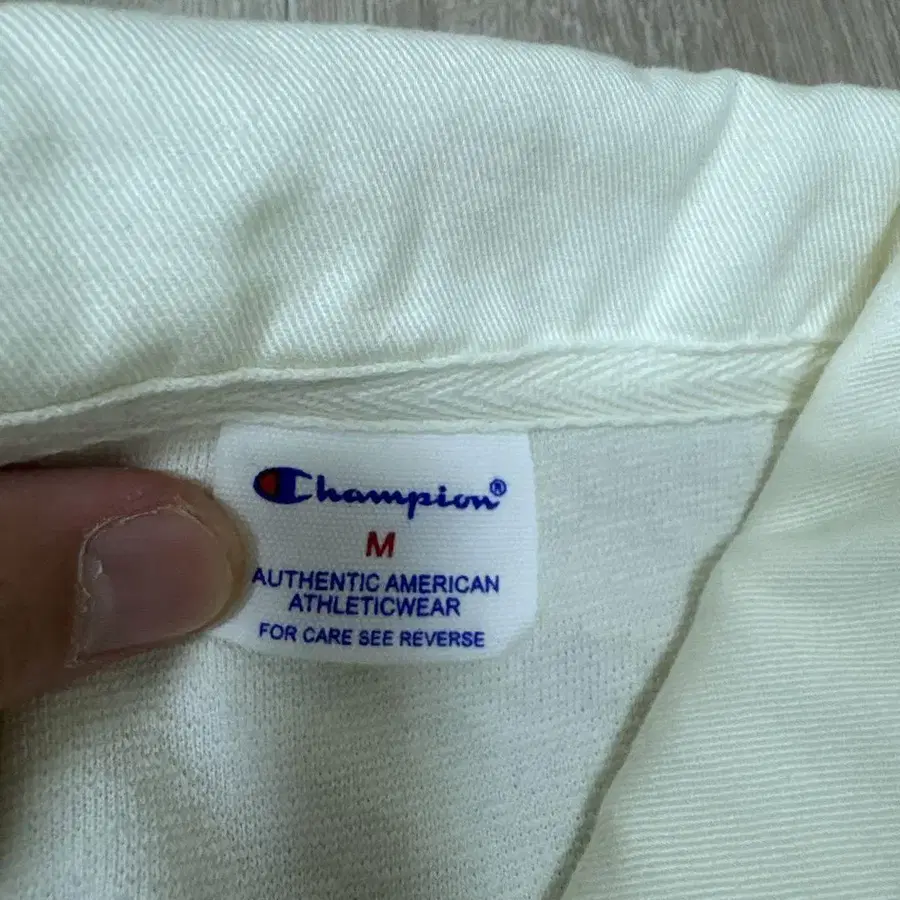 Champion®
M
AUTHENTIC AMERICAN
ATHLETICWEAR
FOR CARE SEE REVERSE